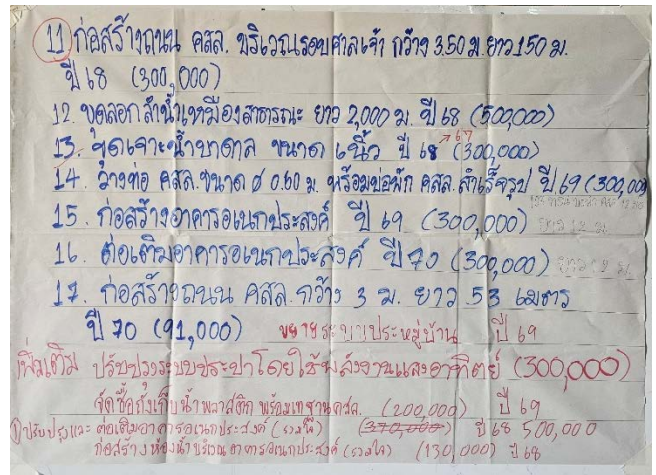 11 ก่อสร้างถนน คสล. บริเวณรอบศาลเจ้า กว้าง 3.50 ม. ยาว 150 ม.
ปี 68 (300,000)
12. ขุดลอกลำน้ำเหมืองสาธารณะ ยาว 2,000 ม. ปี 68 (500,000)
67
13. ขุดเจาะน้ำบาดาล ขนาด 6 นิ้ว ปี 68 (300,000)
14. วางท่อ คสล. ขนาด ø 0.60 ม. พร้อมบ่อพัก คสล. สำเร็จรูป ปี 69 (300,000)
15. ก่อสร้างอาคารอเนกประสงค์ ปี 69 (300,000)
16. ต่อเติมอาคารอเนกประสงค์ ปี 70 (300,000)
17. ก่อสร้างถนน คสล. กว้าง 3 ม. ยาว 53 เมตร
ปี 70 (91,000) ขยายระบบประปาหมู่บ้าน ปี 69
เพิ่มเติม ปรับปรุงระบบประปาโดยใช้พลังงานแสงอาทิตย์ (300,000)
จัดซื้อถังเก็บน้ำพลาสติก พร้อมเทฐานคสล. (200,000) ปี 69
① ปรับปรุงและ ต่อเติมอาคารอเนกประสงค์ (รวมใจ) (370,000) ปี 68 500,000
ก่อสร้างห้องน้ำบริเวณ อาคารอเนกประสงค์ (รวมใจ) (130,000) ปี 68